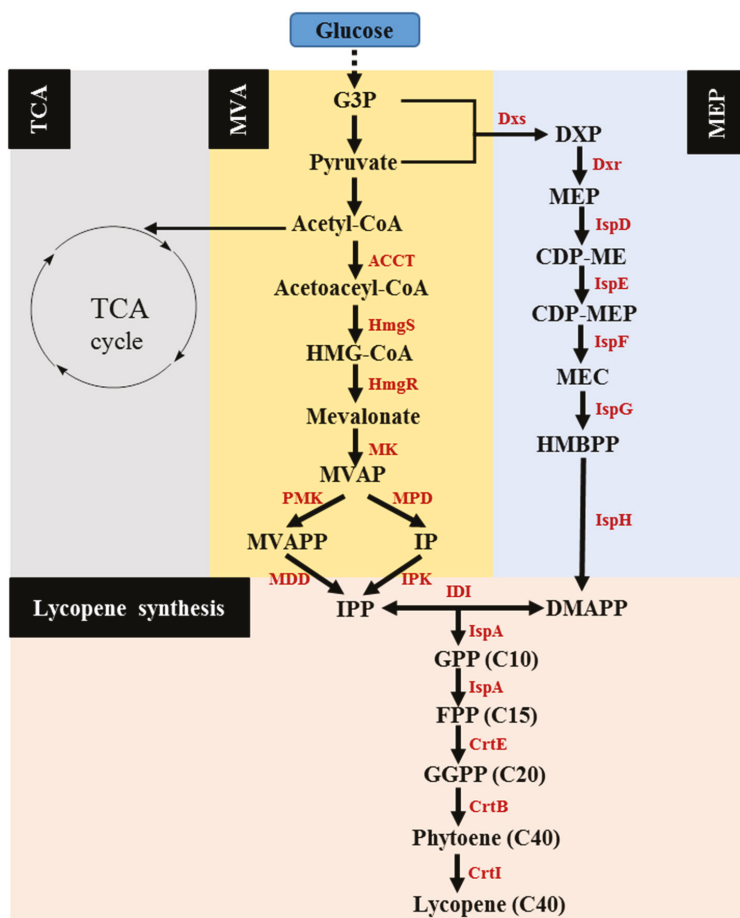 Glucose
TCA
MVA
MEP
G3P
Dxs
DXP
Pyruvate
Dxr
MEP
Acetyl-CoA
IspD
ACCT
CDP-ME
Acetoaceyl-CoA
IspE
TCA
cycle
HmgS
CDP-MEP
HMG-CoA
IspF
HmgR
MEC
Mevalonate
IspG
MK
HMBPP
MVAP
PMK
MPD
IspH
MVAPP
IP
MDD
IPK
IDI
Lycopene synthesis
IPP
DMAPP
IspA
GPP (C10)
IspA
FPP (C15)
CrtE
GGPP (C20)
CrtB
Phytoene (C40)
CrtI
Lycopene (C40)